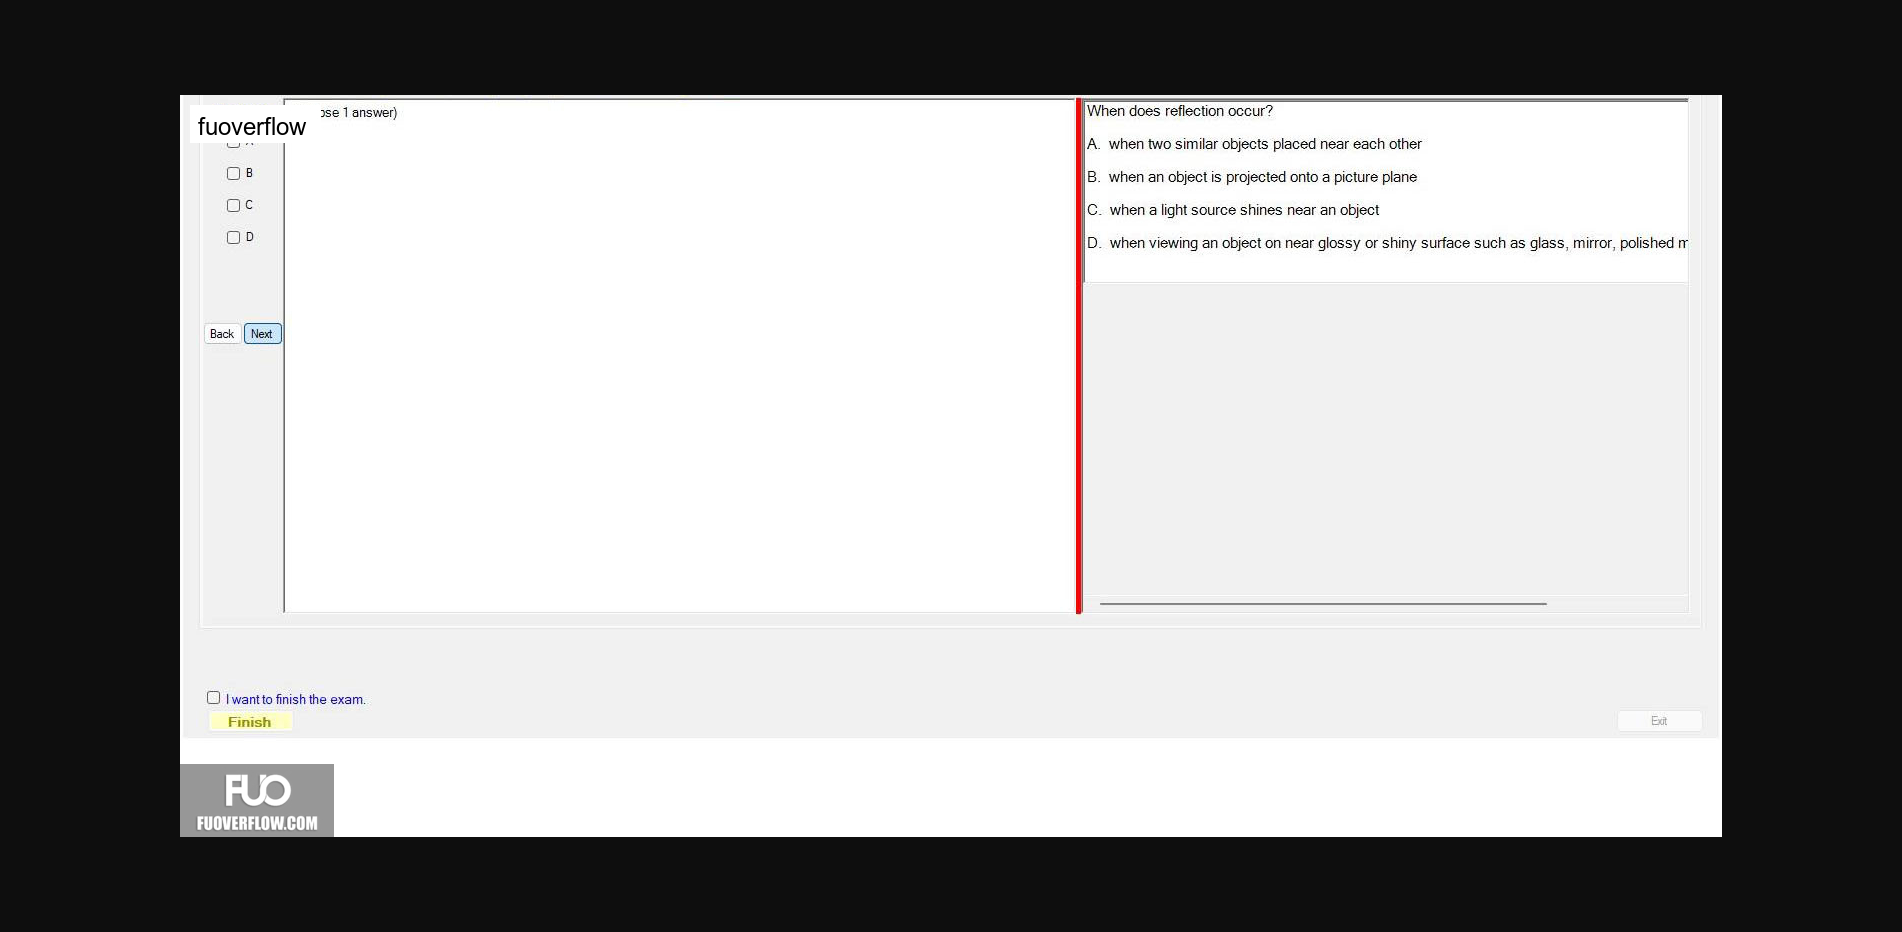 fuoverflow
1 answer)
B
C
D
Back
Next
When does reflection occur?
A. when two similar objects placed near each other
B. when an object is projected onto a picture plane
C. when a light source shines near an object
D. when viewing an object on near glossy or shiny surface such as glass, mirror, polished
I want to finish the exam.
Finish
Exit
FUO
FUOVERFLOW.COM